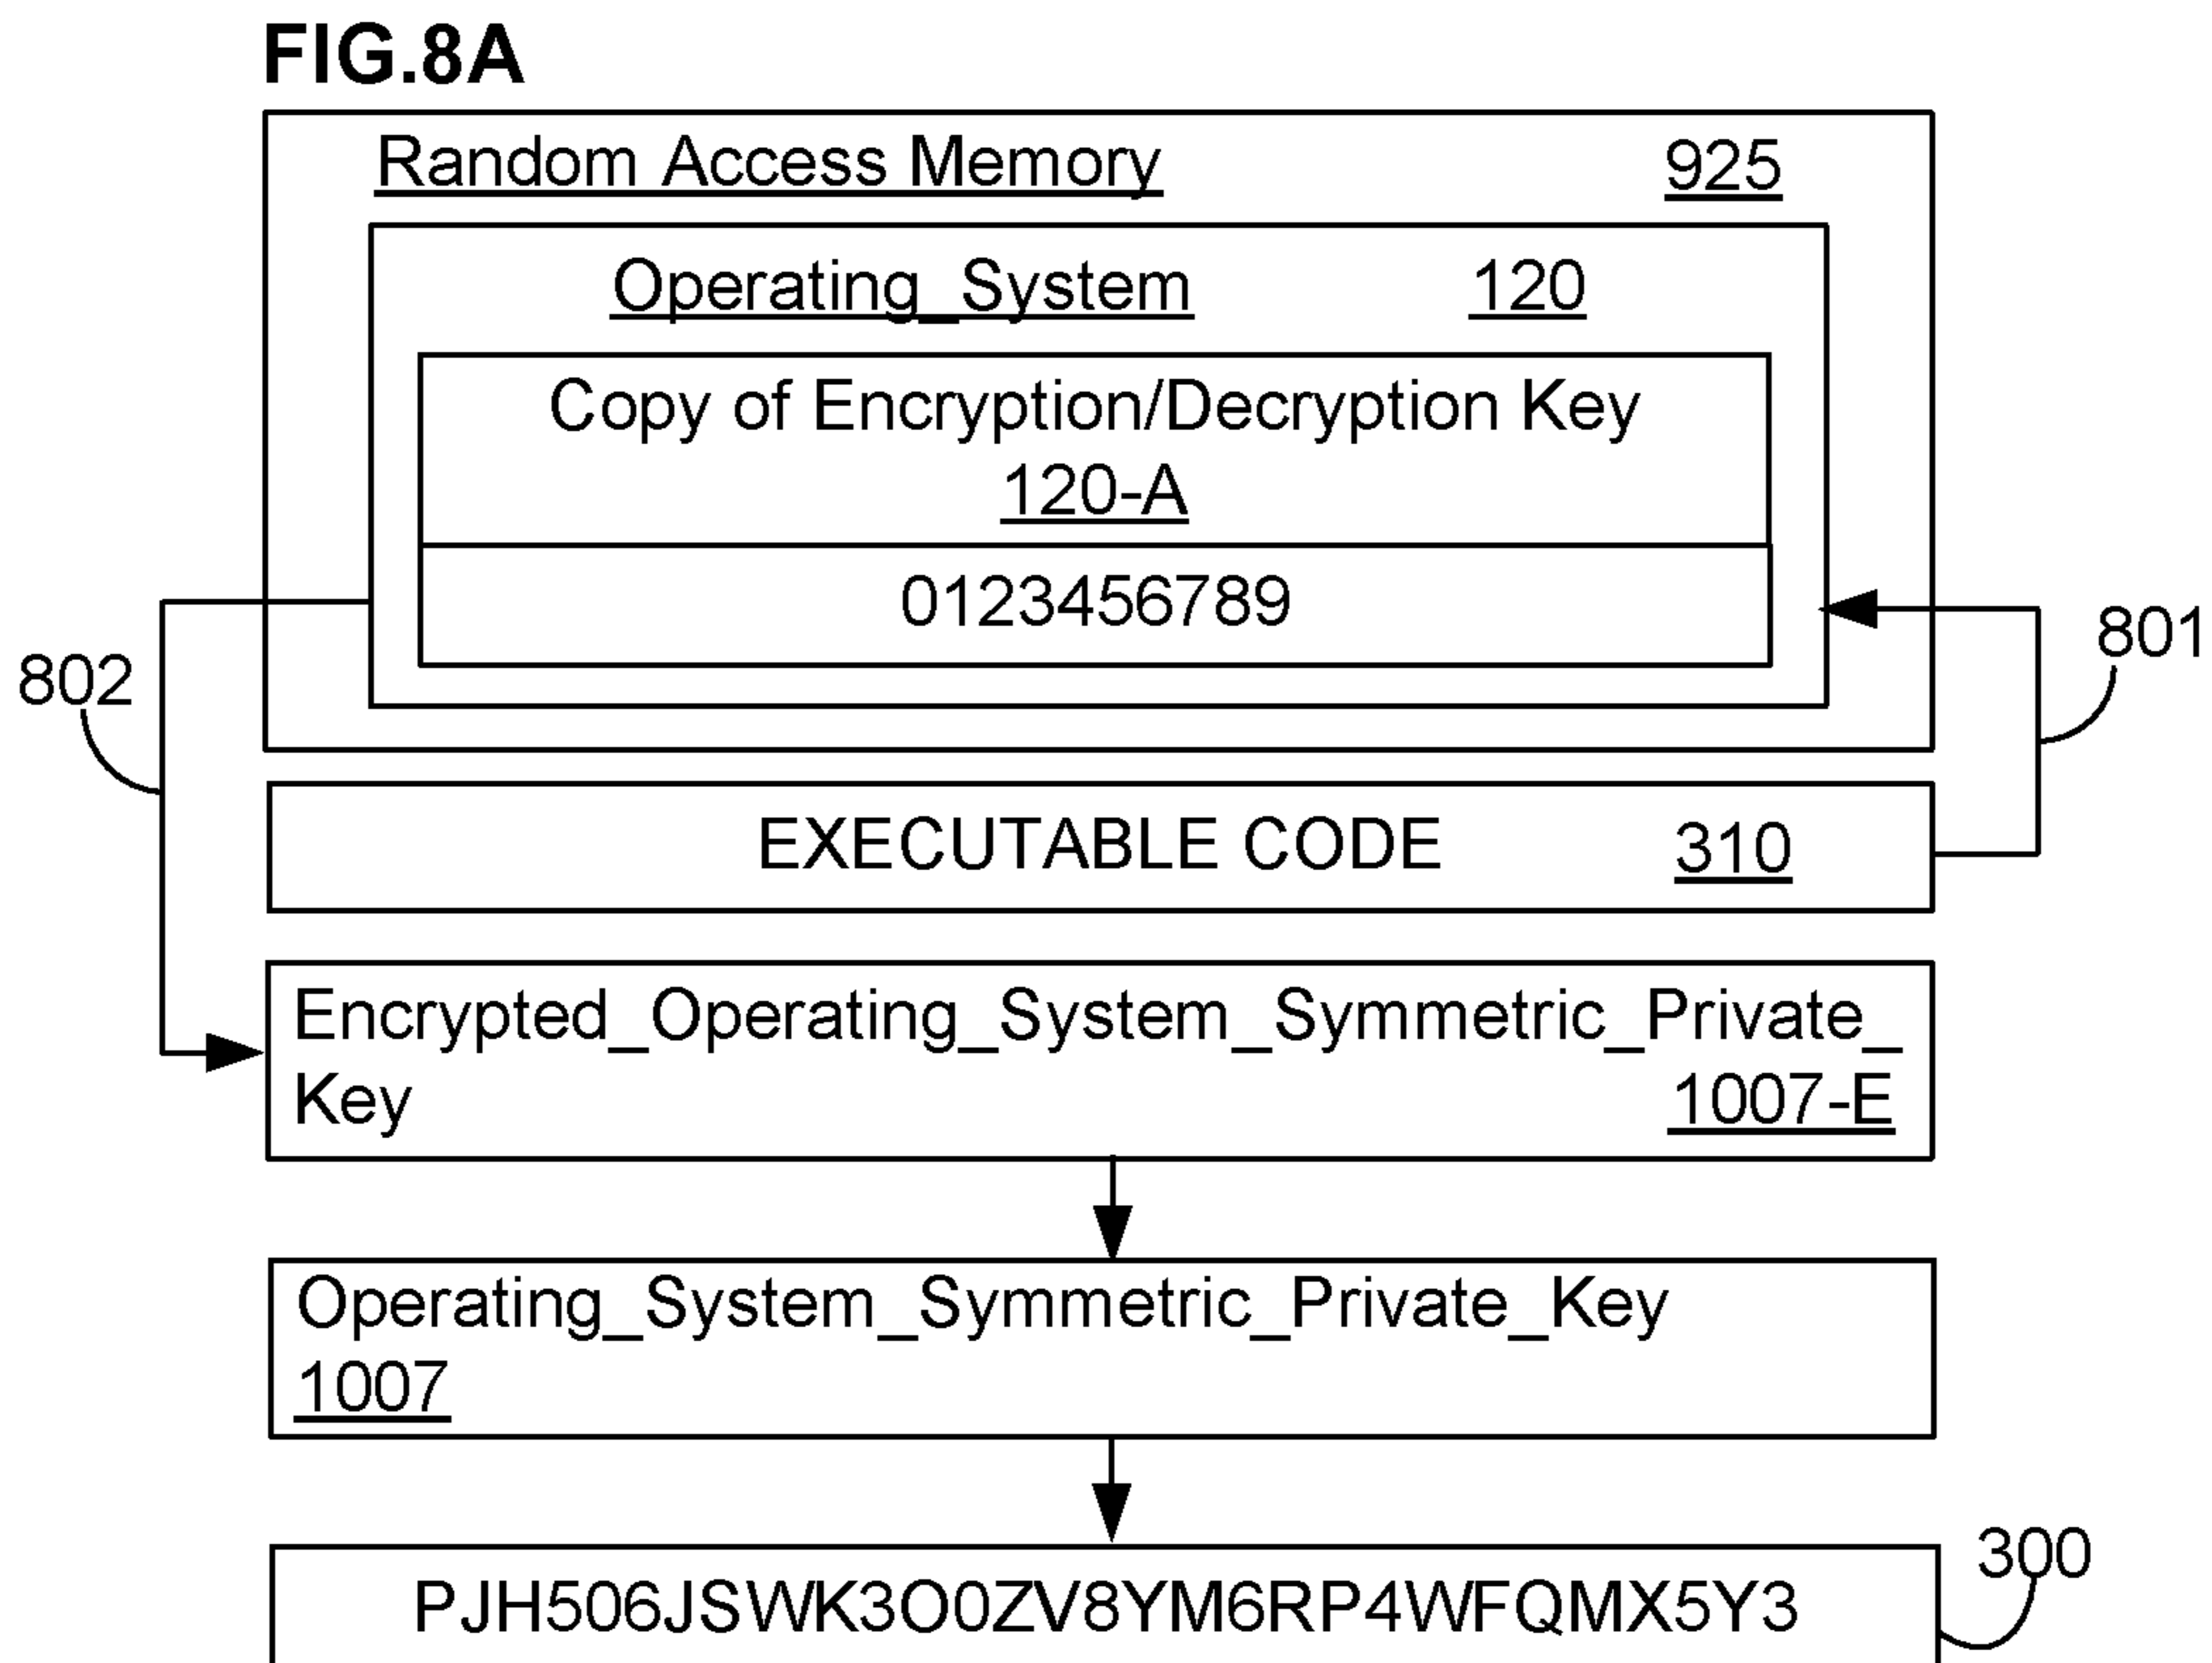 FIG.8A
Random Access Memory 925
Operating_System 120
Copy of Encryption/Decryption Key
120-A
0123456789
802
801
EXECUTABLE CODE 310
Encrypted_Operating_System_Symmetric_Private_
Key 1007-E
Operating_System_Symmetric_Private_Key
1007
300
PJH506JSWK3O0ZV8YM6RP4WFQMX5Y3